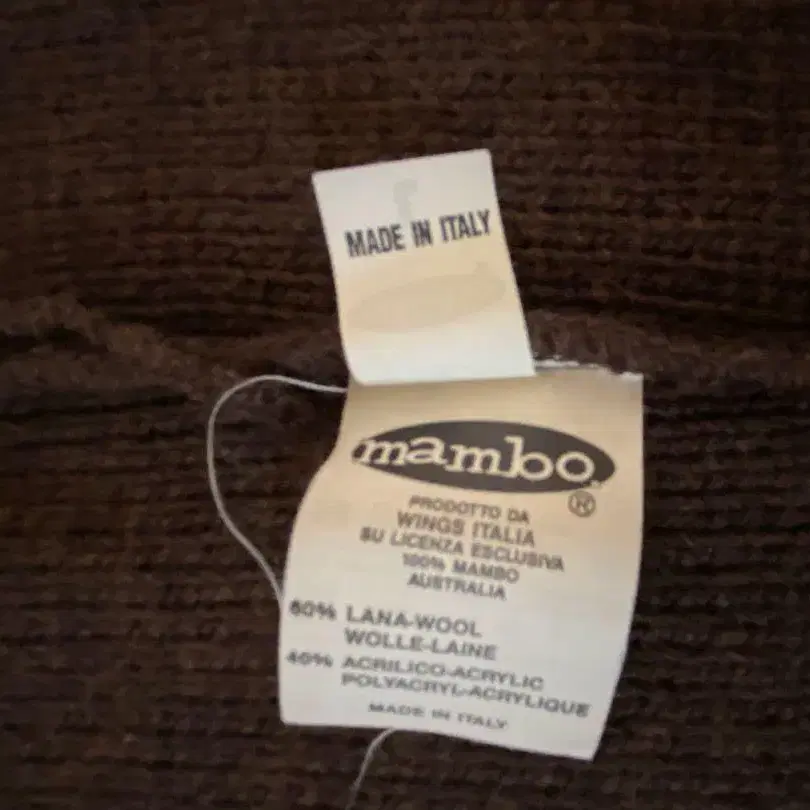 MADE IN ITALY
mambo
®
PRODOTTO DA
WINGS ITALIA
SU LICENZA ESCLUSIVA
100% MAMBO
AUSTRALIA
60% LANA-WOOL
WOLLE-LAINE
40% ACRILICO-ACRYLIC
POLYACRYL-ACRYLIQUE
MADE IN ITALY